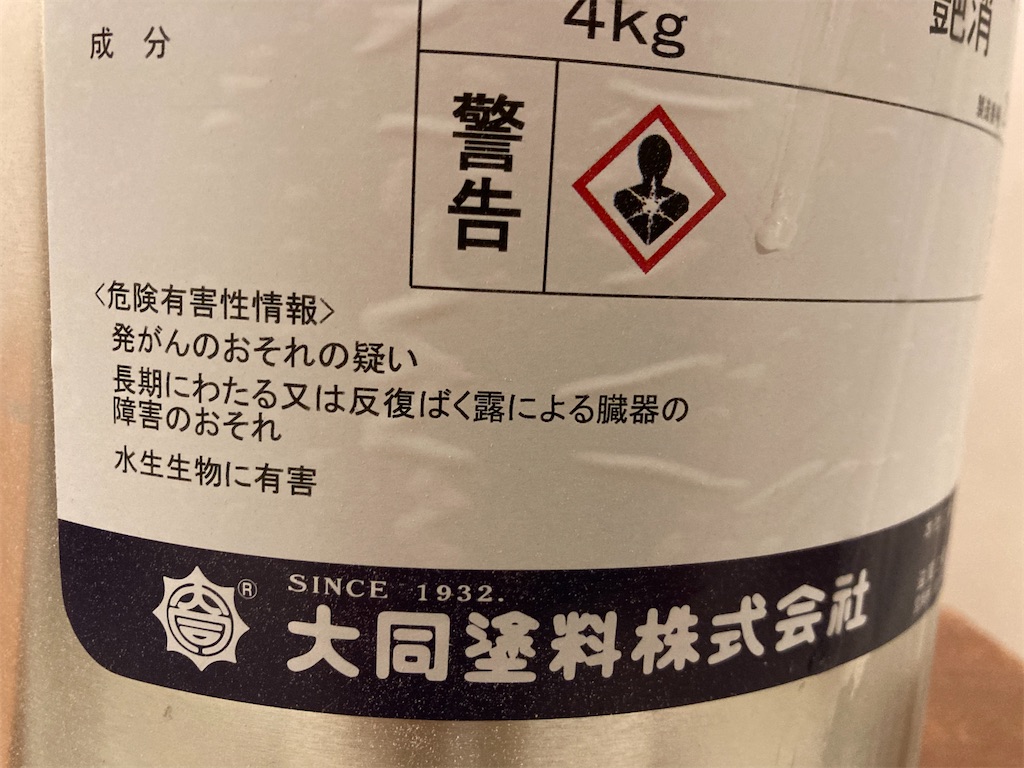 4kg
艶消
成 分
警告
〈危険有害性情報〉
発がんのおそれの疑い
長期にわたる又は反復ばく露による臓器の
障害のおそれ
水生生物に有害
® SINCE 1932.
大同塗料株式会社